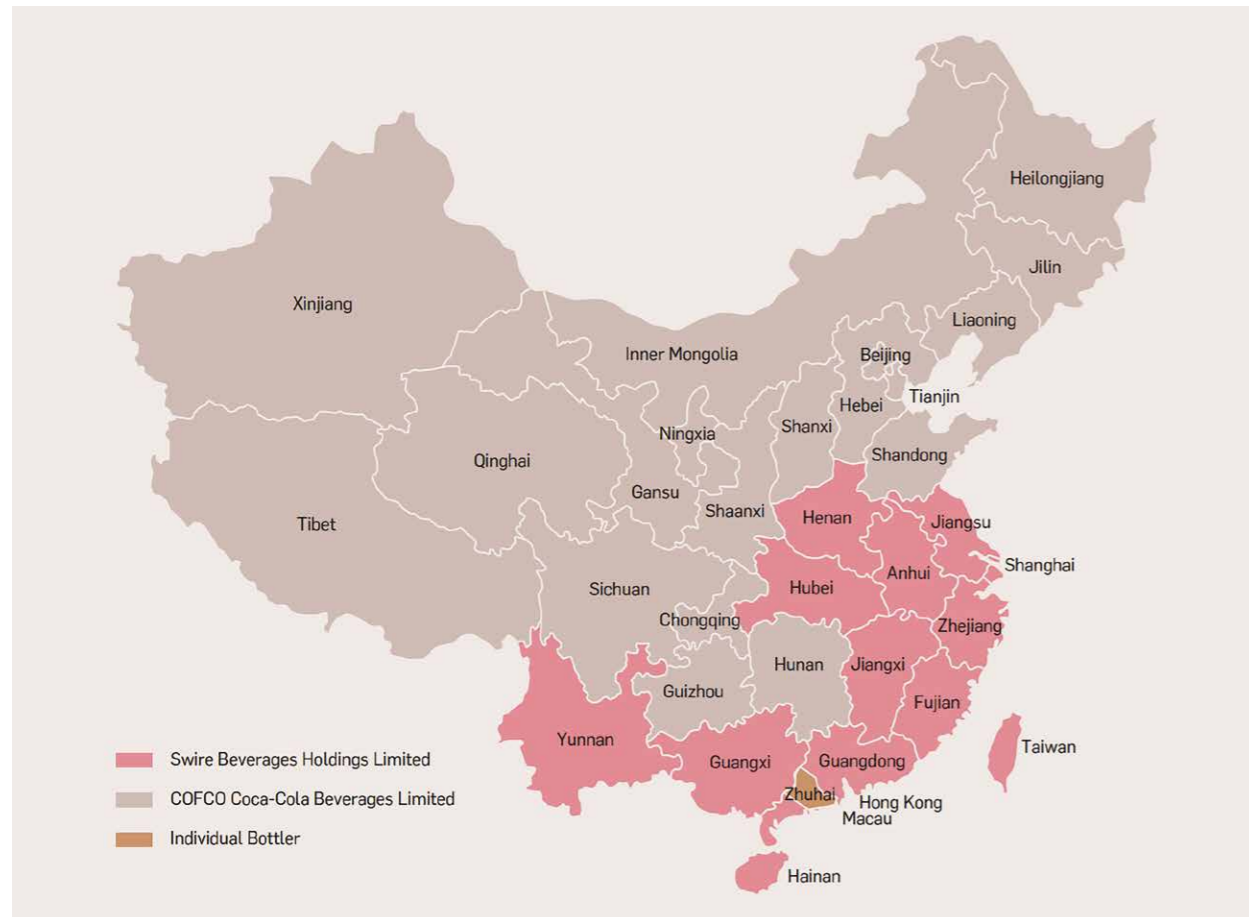 Heilongjiang
Jilin
Xinjiang
Liaoning
Inner Mongolia
Beijing
Tianjin
Hebei
Shanxi
Ningxia
Shandong
Qinghai
Gansu
Shaanxi
Tibet
Henan
Jiangsu
Shanghai
Anhui
Sichuan
Hubei
Chongqing
Zhejiang
Hunan
Jiangxi
Guizhou
Fujian
Yunnan
Taiwan
Guangxi
Guangdong
Zhuhai
Hong Kong
Macau
Hainan
Swire Beverages Holdings Limited
COFCO Coca-Cola Beverages Limited
Individual Bottler